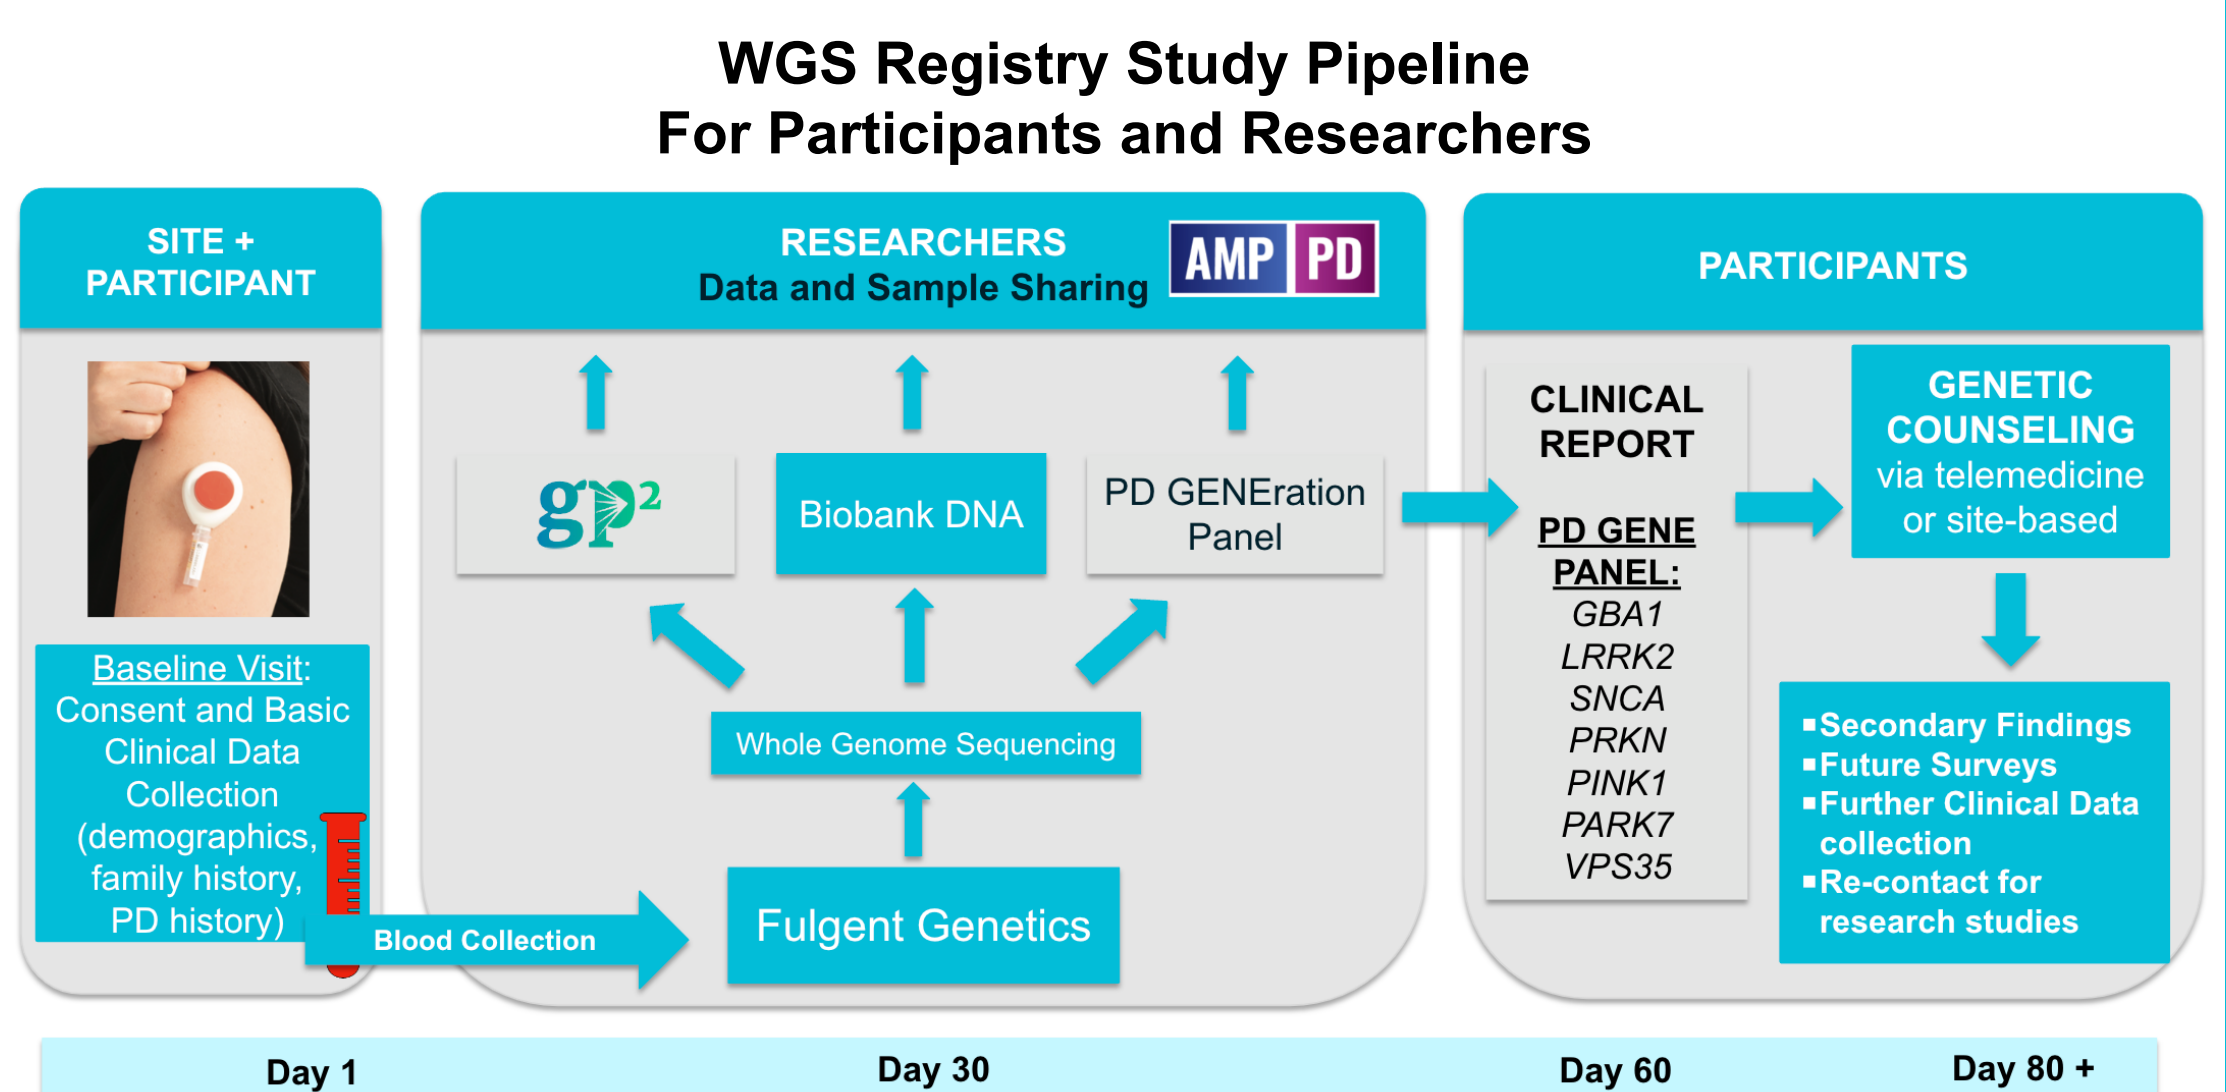 WGS Registry Study Pipeline
For Participants and Researchers
SITE +
PARTICIPANT
Baseline Visit:
Consent and Basic
Clinical Data
Collection
(demographics,
family history,
PD history)
Blood Collection
RESEARCHERS
Data and Sample Sharing
AMP PD
gp2
Biobank DNA
PD GENEration
Panel
Whole Genome Sequencing
Fulgent Genetics
PARTICIPANTS
CLINICAL
REPORT
PD GENE
PANEL:
GBA1
LRRK2
SNCA
PRKN
PINK1
PARK7
VPS35
GENETIC
COUNSELING
via telemedicine
or site-based
▪Secondary Findings
▪Future Surveys
▪Further Clinical Data
collection
▪Re-contact for
research studies
Day 1
Day 30
Day 60
Day 80 +